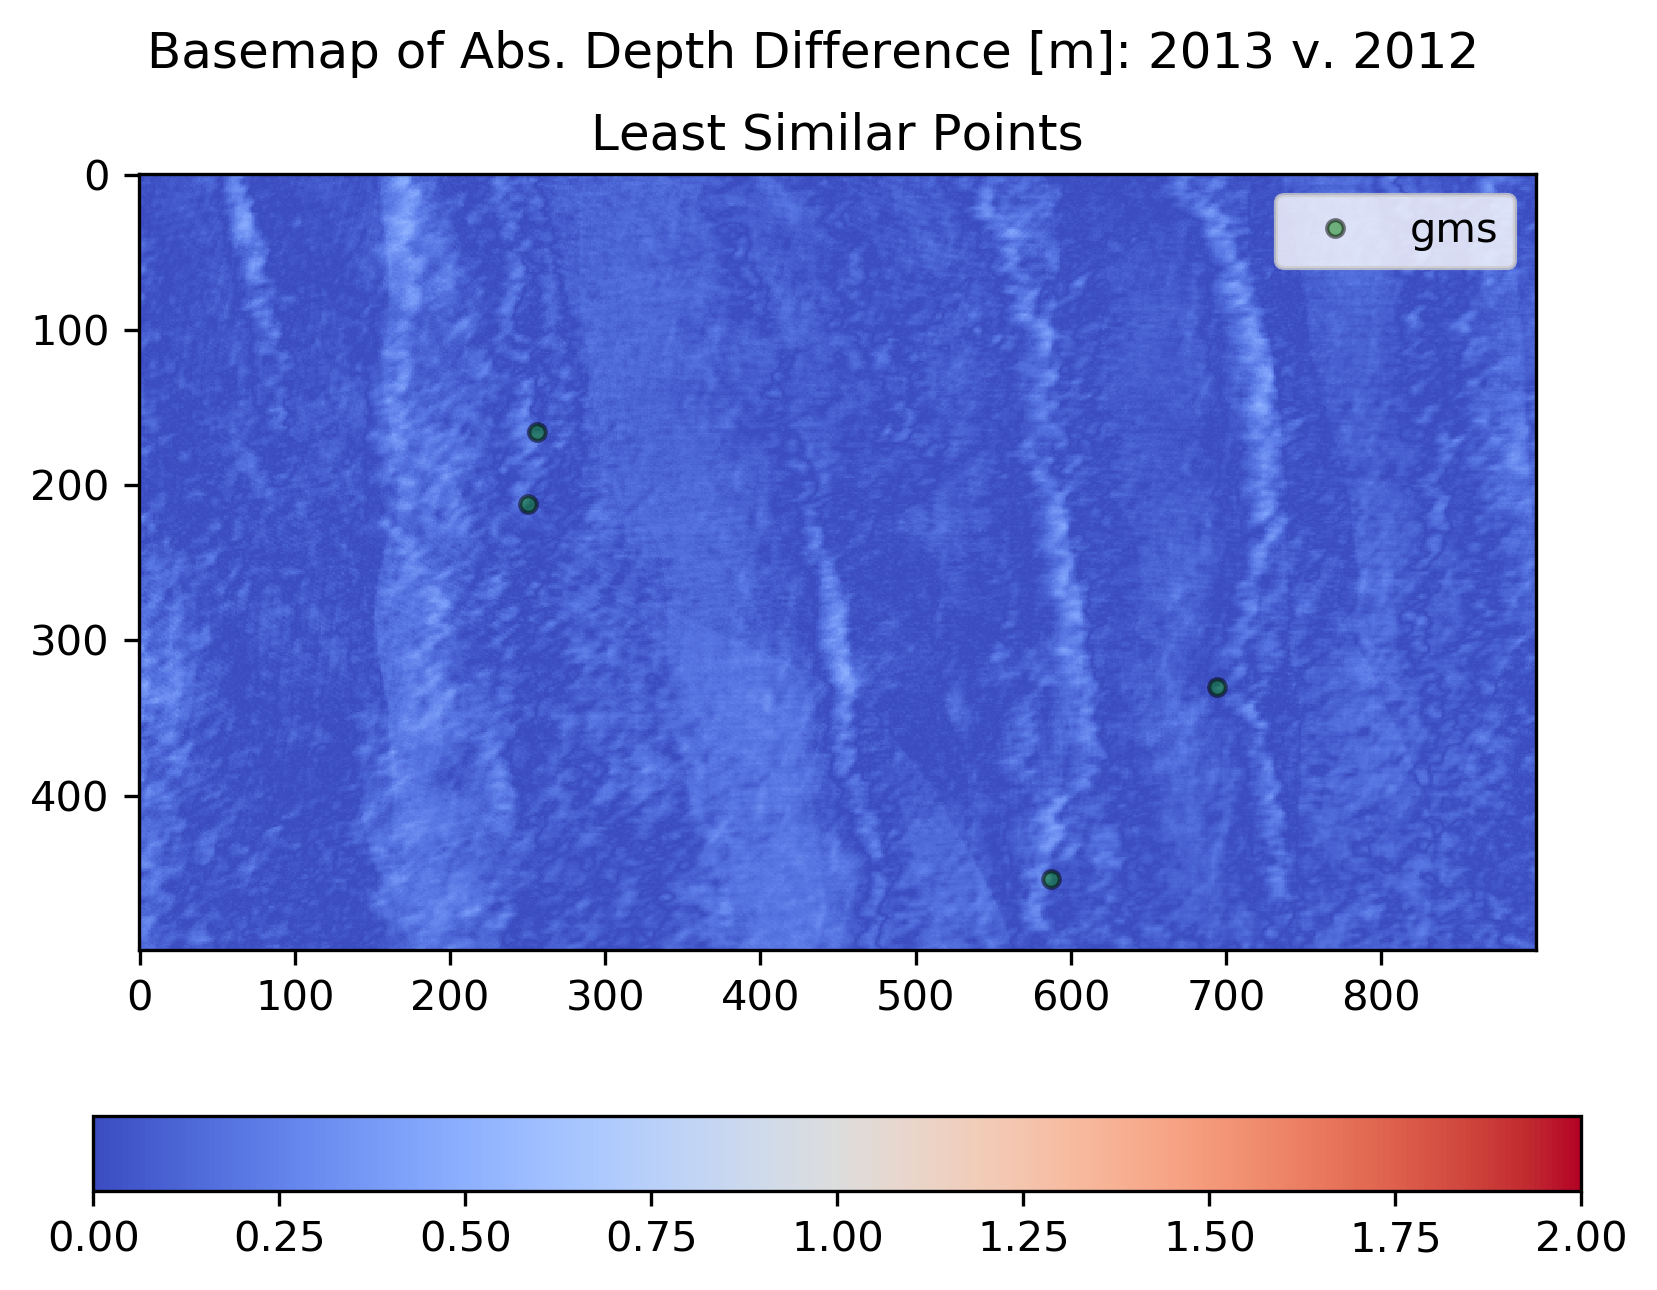 Basemap of Abs. Depth Difference [m]: 2013 v. 2012
Least Similar Points
gms
0
100
200
300
400
0 100 200 300 400 500 600 700 800
0.00 0.25 0.50 0.75 1.00 1.25 1.50 1.75 2.00